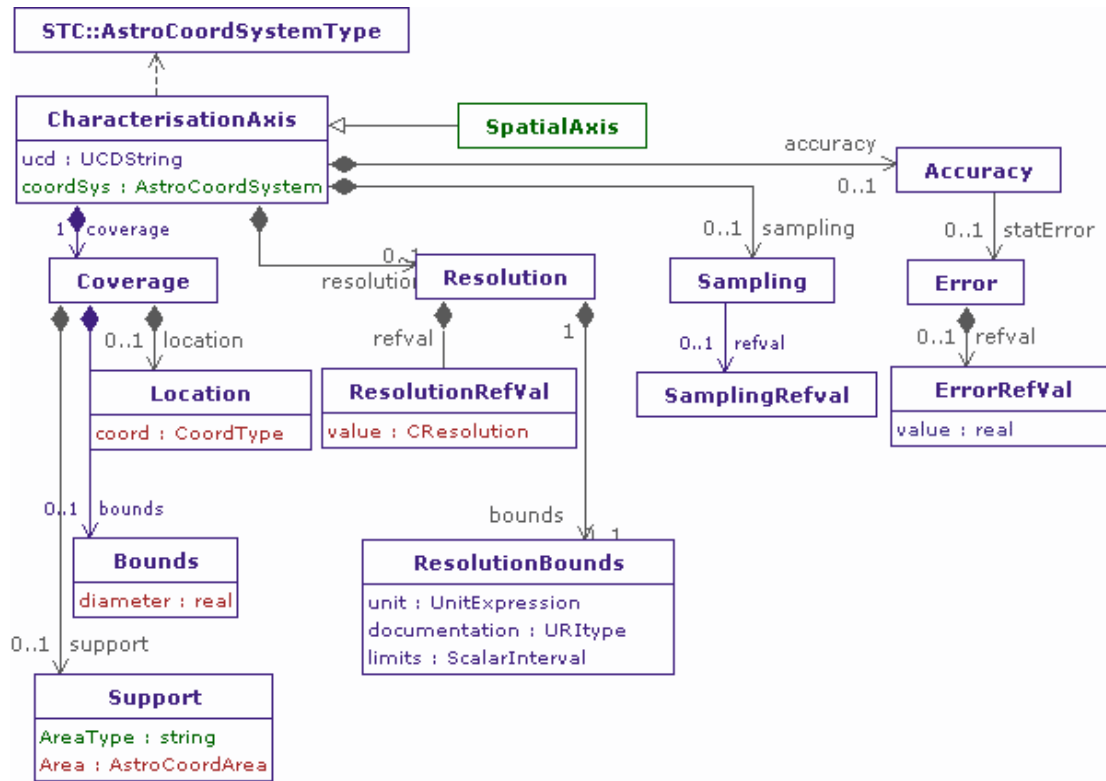 STC::AstroCoordSystemType
CharacterisationAxis
ucd : UCDString
coordSys : AstroCoordSystem
SpatialAxis
accuracy
0..1
Accuracy
1
coverage
0..1
resolution
0..1
sampling
0..1
statError
Coverage
Resolution
Sampling
Error
0..1
location
refval
1
0..1
refval
0..1
refval
Location
coord : CoordType
ResolutionRefVal
value : CResolution
SamplingRefval
ErrorRefVal
value : real
0..1
bounds
bounds
0..1
Bounds
diameter : real
ResolutionBounds
unit : UnitExpression
documentation : URItype
limits : ScalarInterval
0..1
support
Support
AreaType : string
Area : AstroCoordArea